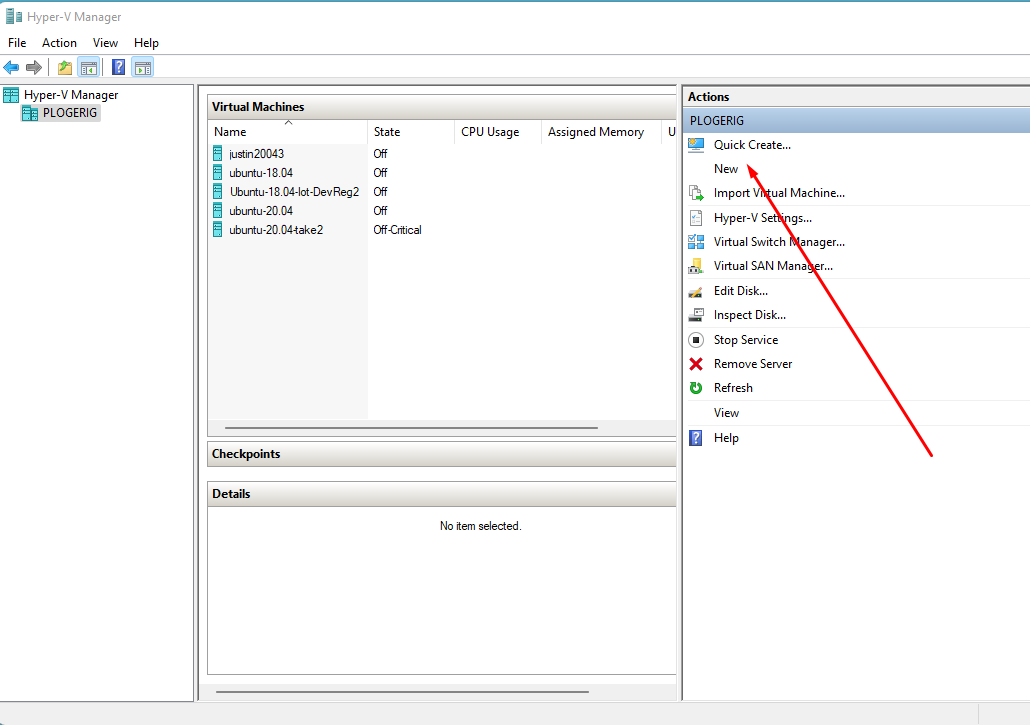 Hyper-V Manager
File Action View Help
Hyper-V Manager
PLOGERIG
Virtual Machines
Name State CPU Usage Assigned Memory U
justin20043 Off
ubuntu-18.04 Off
Ubuntu-18.04-Iot-DevReg2 Off
ubuntu-20.04 Off
ubuntu-20.04-take2 Off-Critical
Checkpoints
Details
No item selected.
Actions
PLOGERIG
Quick Create...
New
Import Virtual Machine...
Hyper-V Settings...
Virtual Switch Manager...
Virtual SAN Manager...
Edit Disk...
Inspect Disk...
Stop Service
Remove Server
Refresh
View
Help